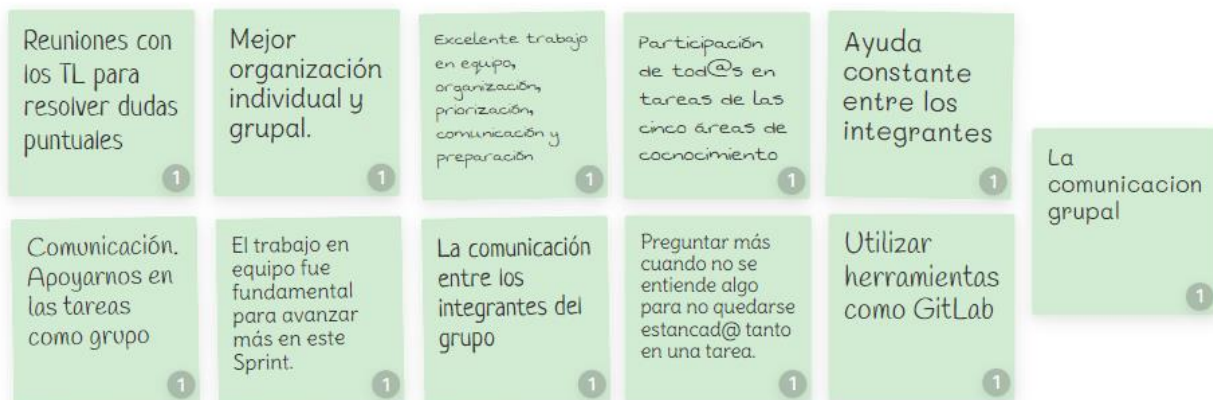 Reuniones con
los TL para
resolver dudas
puntuales
1
Mejor
organización
individual y
grupal.
1
Excelente trabajo
en equipo,
organización,
priorización,
comunicación y
preparación
1
Participación
de tod@s en
tareas de las
cinco áreas de
cocnocimiento
1
Ayuda
constante
entre los
integrantes
1
La
comunicacion
grupal
1
Comunicación.
Apoyarnos en
las tareas
como grupo
1
El trabajo en
equipo fue
fundamental
para avanzar
más en este
Sprint.
1
La comunicación
entre los
integrantes del
grupo
1
Preguntar más
cuando no se
entiende algo
para no quedarse
estancad@ tanto
en una tarea.
1
Utilizar
herramientas
como GitLab
1